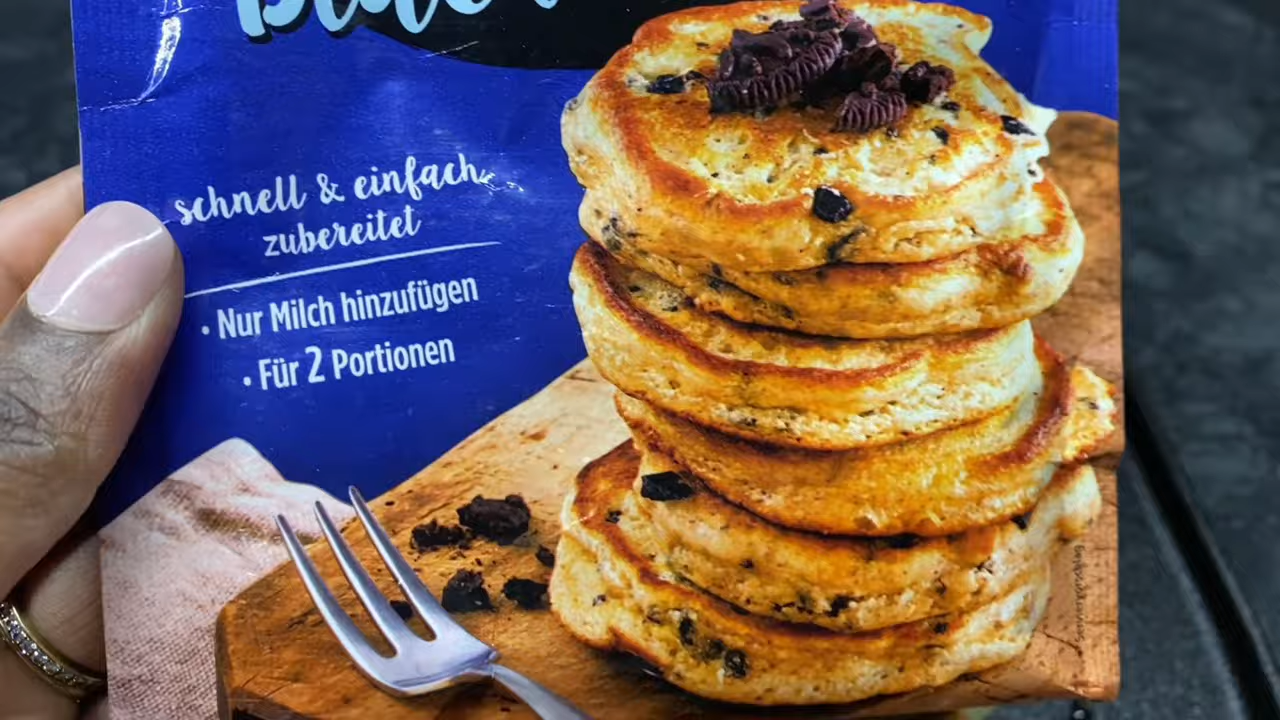 schnell & einfach
zubereitet
• Nur Milch hinzufügen
• Für 2 Portionen